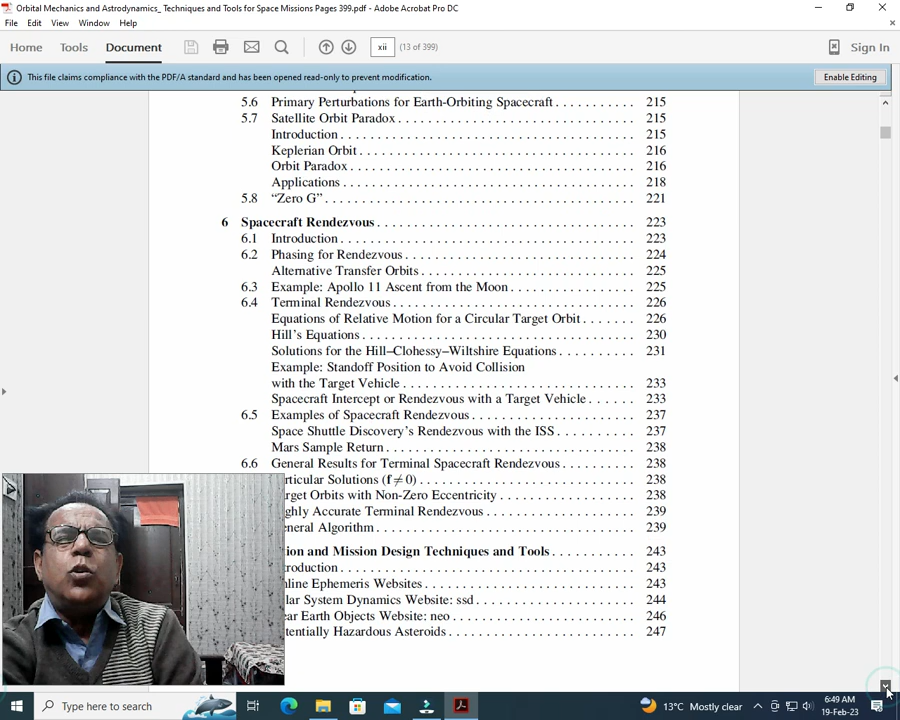 Orbital Mechanics and Astrodynamics_ Techniques and Tools for Space Missions Pages 399.pdf - Adobe Acrobat Pro DC
File Edit View Window Help
Home Tools Document xii (13 of 399) Sign In
This file claims compliance with the PDF/A standard and has been opened read-only to prevent modification. Enable Editing
5.6 Primary Perturbations for Earth-Orbiting Spacecraft . . . . . . . . . . . 215
5.7 Satellite Orbit Paradox . . . . . . . . . . . 215
Introduction . . . . . . . . . . . 215
Keplerian Orbit . . . . . . . . . . . 216
Orbit Paradox . . . . . . . . . . . 216
Applications . . . . . . . . . . . 218
5.8 “Zero G” . . . . . . . . . . . 221
6 Spacecraft Rendezvous . . . . . . . . . . . 223
6.1 Introduction . . . . . . . . . . . 223
6.2 Phasing for Rendezvous . . . . . . . . . . . 224
Alternative Transfer Orbits . . . . . . . . . . . 225
6.3 Example: Apollo 11 Ascent from the Moon . . . . . . . . . . . 225
6.4 Terminal Rendezvous . . . . . . . . . . . 226
Equations of Relative Motion for a Circular Target Orbit . . . . . . . 226
Hill’s Equations . . . . . . . . . . . 230
Solutions for the Hill–Clohessy–Wiltshire Equations . . . . . . . . . . 231
Example: Standoff Position to Avoid Collision
with the Target Vehicle . . . . . . . . . . . 233
Spacecraft Intercept or Rendezvous with a Target Vehicle . . . . . . 233
6.5 Examples of Spacecraft Rendezvous . . . . . . . . . . . 237
Space Shuttle Discovery’s Rendezvous with the ISS . . . . . . . . . . . 237
Mars Sample Return . . . . . . . . . . . 238
6.6 General Results for Terminal Spacecraft Rendezvous . . . . . . . . . . 238
rticular Solutions (f ≠ 0) . . . . . . . . . . . 238
arget Orbits with Non-Zero Eccentricity . . . . . . . . . . . 238
ghly Accurate Terminal Rendezvous . . . . . . . . . . . 239
eneral Algorithm . . . . . . . . . . . 239
ion and Mission Design Techniques and Tools . . . . . . . . . . . 243
troduction . . . . . . . . . . . 243
nline Ephemeris Websites . . . . . . . . . . . 243
lar System Dynamics Website: ssd . . . . . . . . . . . 244
ear Earth Objects Website: neo . . . . . . . . . . . 246
tentially Hazardous Asteroids . . . . . . . . . . . 247
Type here to search 13°C Mostly clear 6:49 AM
19-Feb-23